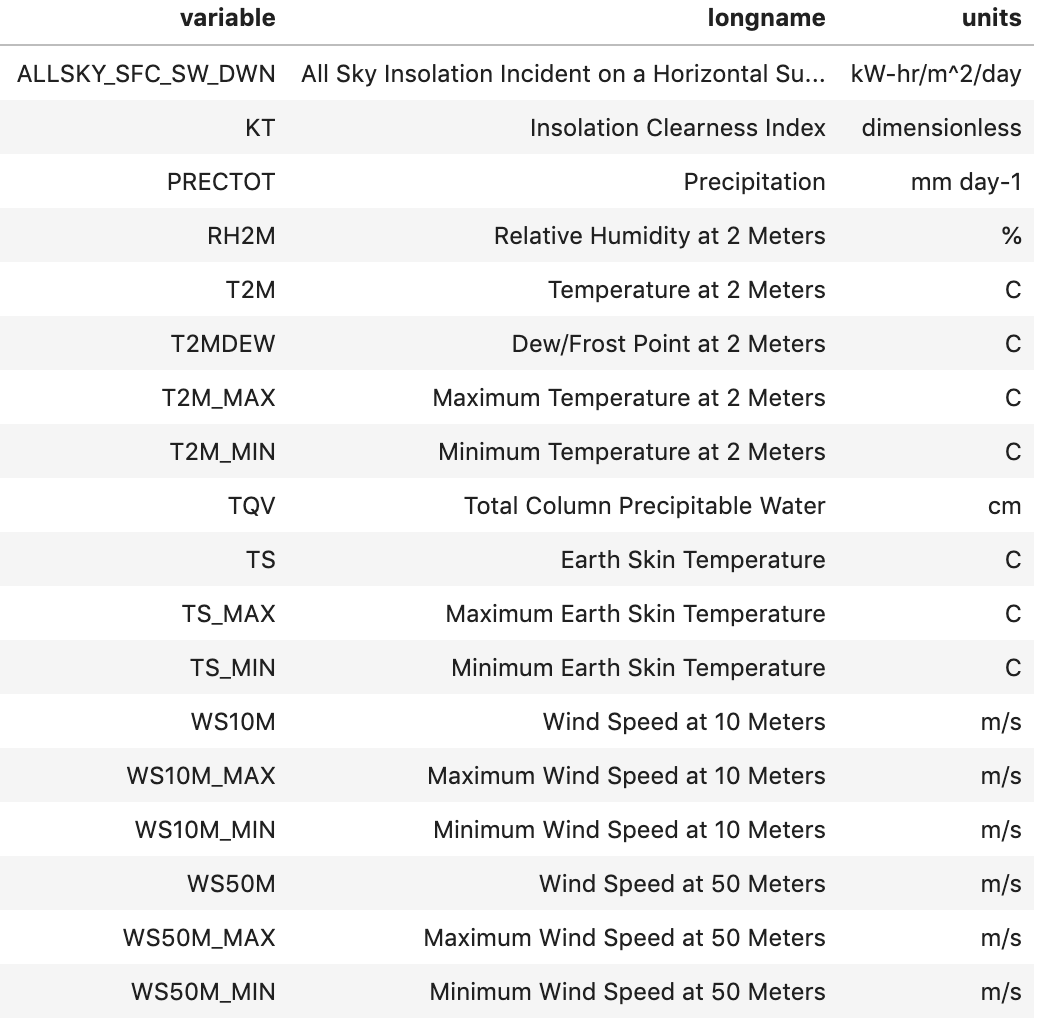 variable longname units
ALLSKY_SFC_SW_DWN All Sky Insolation Incident on a Horizontal Su... kW-hr/m^2/day
KT Insolation Clearness Index dimensionless
PRECTOT Precipitation mm day-1
RH2M Relative Humidity at 2 Meters %
T2M Temperature at 2 Meters C
T2MDEW Dew/Frost Point at 2 Meters C
T2M_MAX Maximum Temperature at 2 Meters C
T2M_MIN Minimum Temperature at 2 Meters C
TQV Total Column Precipitable Water cm
TS Earth Skin Temperature C
TS_MAX Maximum Earth Skin Temperature C
TS_MIN Minimum Earth Skin Temperature C
WS10M Wind Speed at 10 Meters m/s
WS10M_MAX Maximum Wind Speed at 10 Meters m/s
WS10M_MIN Minimum Wind Speed at 10 Meters m/s
WS50M Wind Speed at 50 Meters m/s
WS50M_MAX Maximum Wind Speed at 50 Meters m/s
WS50M_MIN Minimum Wind Speed at 50 Meters m/s